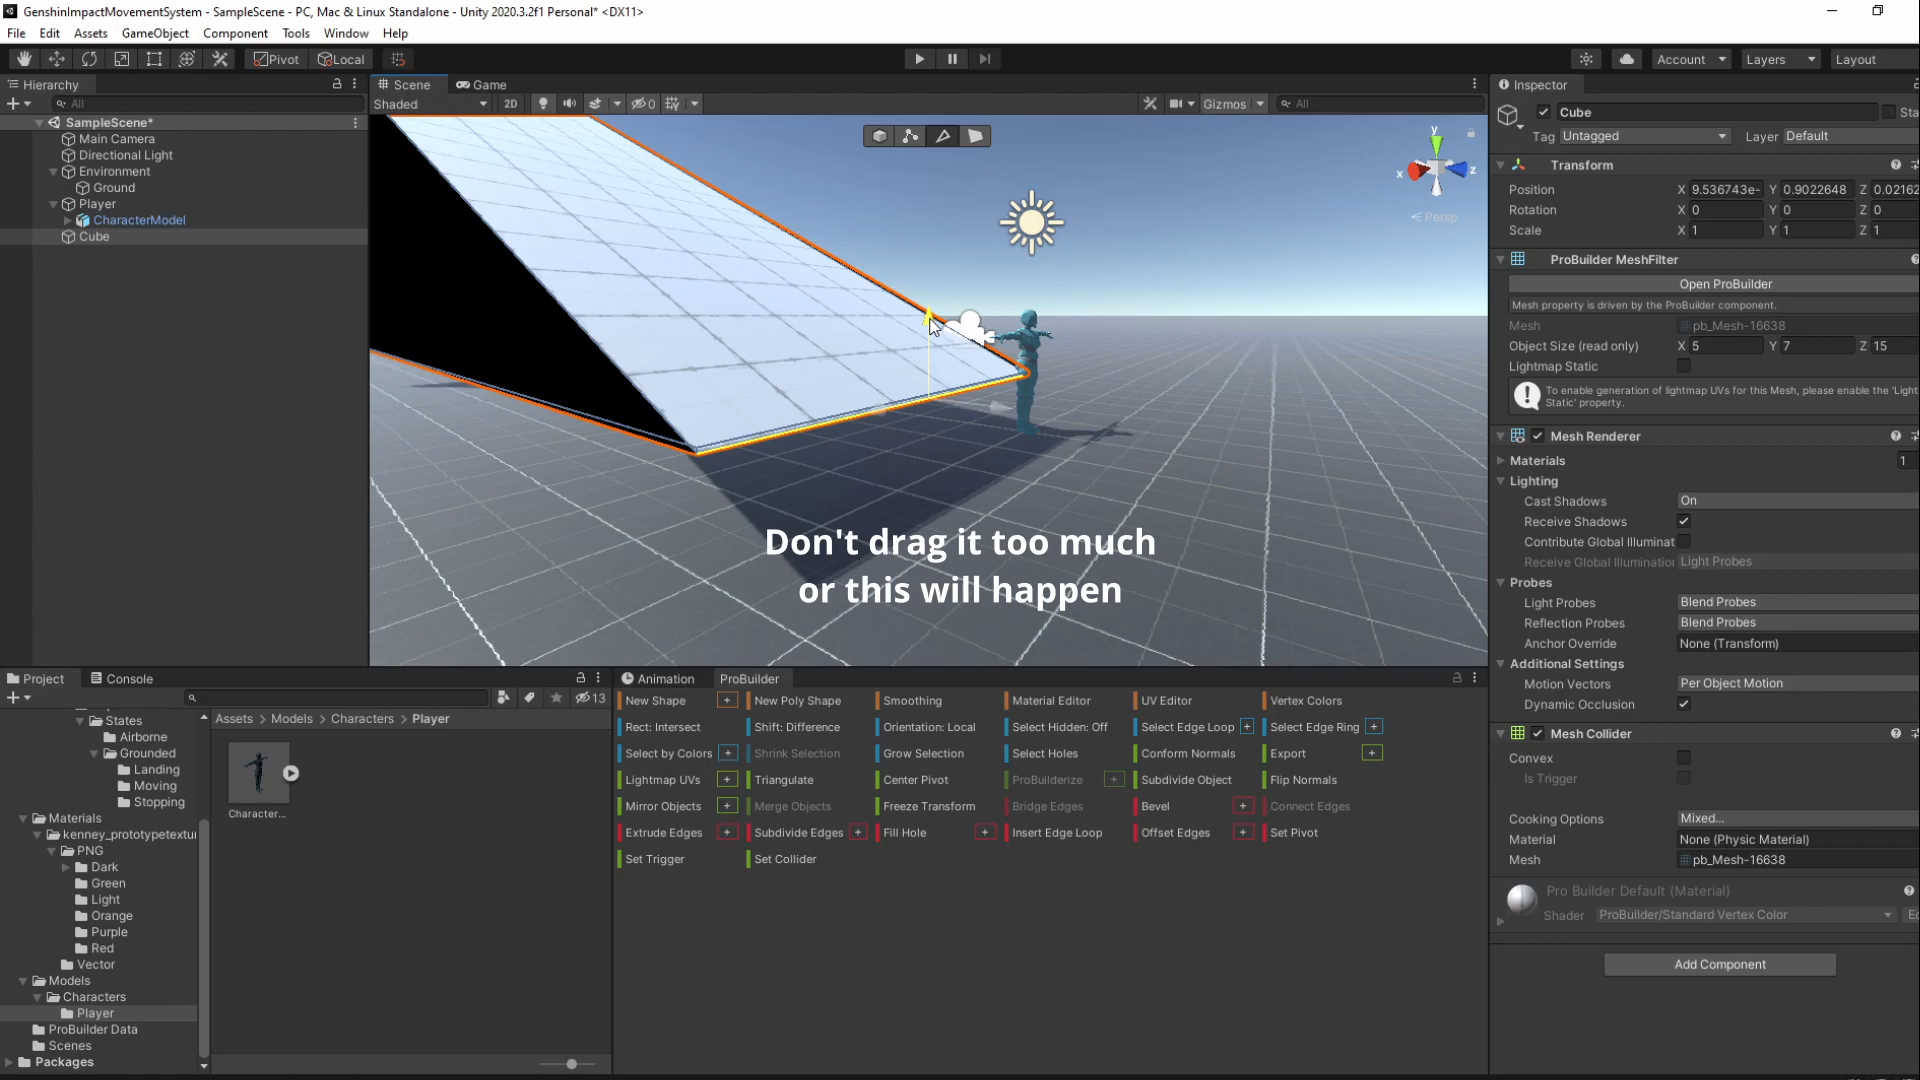 GenshinImpactMovementSystem - SampleScene - PC, Mac & Linux Standalone - Unity 2020.3.2f1 Personal* <DX11>
File Edit Assets GameObject Component Tools Window Help
Pivot Local Account Layers Layout
Hierarchy
All
SampleScene*
Main Camera
Directional Light
Environment
Ground
Player
CharacterModel
Cube
Scene Game
Shaded 2D 0 Gizmos All
y
x
z
Persp
Don't drag it too much
or this will happen
Inspector
Cube Sta
Tag Untagged Layer Default
Transform
Position X 9.536743e- Y 0.9022648 Z 0.02162
Rotation X 0 Y 0 Z 0
Scale X 1 Y 1 Z 1
ProBuilder MeshFilter
Open ProBuilder
Mesh property is driven by the ProBuilder component.
Mesh pb_Mesh-16638
Object Size (read only) X 5 Y 7 Z 15
Lightmap Static
To enable generation of lightmap UVs for this Mesh, please enable the 'Light
Static' property.
Mesh Renderer
Materials 1
Lighting
Cast Shadows On
Receive Shadows
Contribute Global Illuminat
Receive Global Illumination Light Probes
Probes
Light Probes Blend Probes
Reflection Probes Blend Probes
Anchor Override None (Transform)
Additional Settings
Motion Vectors Per Object Motion
Dynamic Occlusion
Mesh Collider
Convex
Is Trigger
Cooking Options Mixed...
Material None (Physic Material)
Mesh pb_Mesh-16638
Pro Builder Default (Material)
Shader ProBuilder/Standard Vertex Color Ed
Add Component
Project Console
13
States
Airborne
Grounded
Landing
Moving
Stopping
Materials
kenney_prototypetextur
PNG
Dark
Green
Light
Orange
Purple
Red
Vector
Models
Characters
Player
ProBuilder Data
Scenes
Packages
Assets > Models > Characters > Player
Character...
Animation ProBuilder
New Shape + New Poly Shape Smoothing Material Editor UV Editor Vertex Colors
Rect: Intersect Shift: Difference Orientation: Local Select Hidden: Off Select Edge Loop + Select Edge Ring +
Select by Colors + Shrink Selection Grow Selection Select Holes Conform Normals Export +
Lightmap UVs + Triangulate Center Pivot ProBuilderize + Subdivide Object Flip Normals
Mirror Objects + Merge Objects Freeze Transform Bridge Edges Bevel + Connect Edges
Extrude Edges + Subdivide Edges + Fill Hole + Insert Edge Loop Offset Edges + Set Pivot
Set Trigger Set Collider